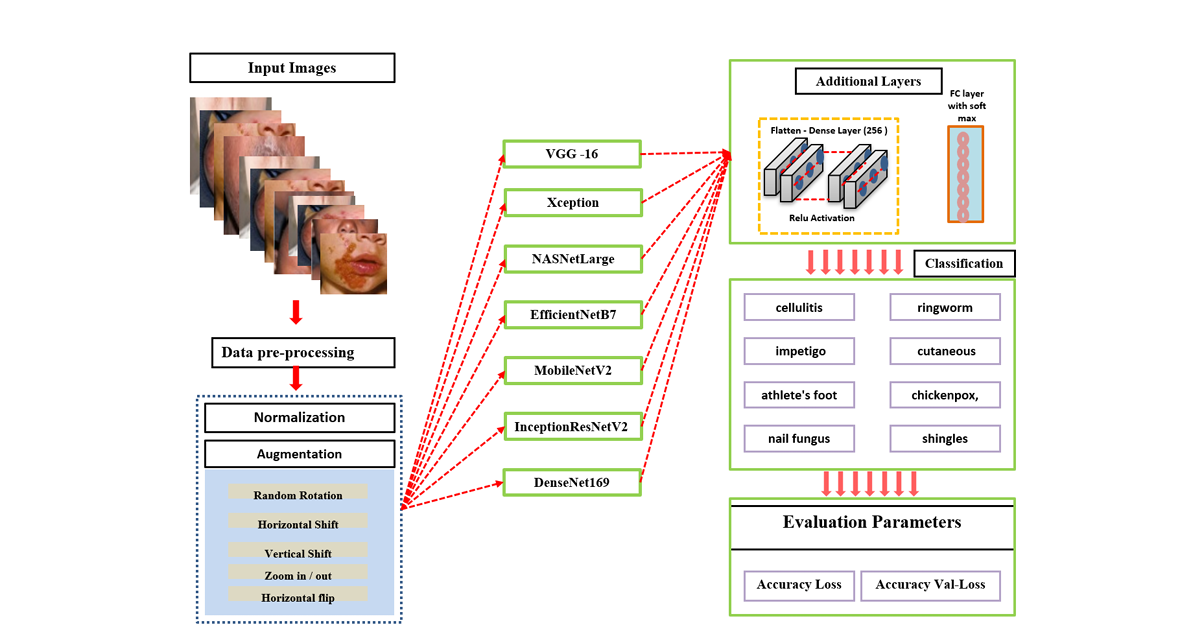 Input Images
Data pre-processing
Normalization
Augmentation
Random Rotation
Horizontal Shift
Vertical Shift
Zoom in / out
Horizontal flip
VGG -16
Xception
NASNetLarge
EfficientNetB7
MobileNetV2
InceptionResNetV2
DenseNet169
Additional Layers
FC layer
with soft
max
Flatten - Dense Layer (256 )
Relu Activation
Classification
cellulitis
ringworm
impetigo
cutaneous
athlete's foot
chickenpox,
nail fungus
shingles
Evaluation Parameters
Accuracy Loss
Accuracy Val-Loss